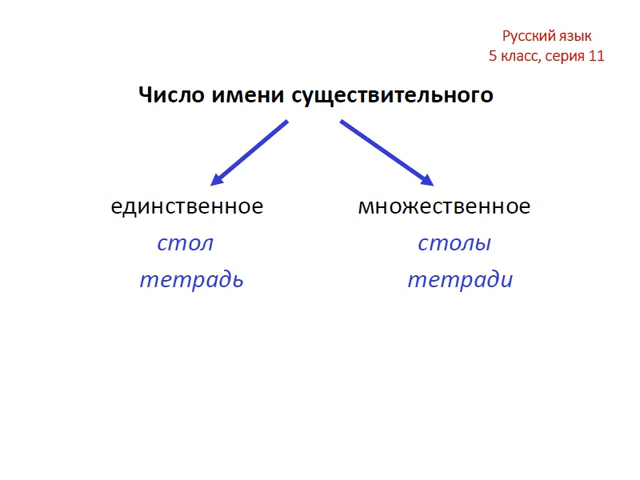 Русский язык
5 класс, серия 11
Число имени существительного
единственное множественное
стол столы
тетрадь тетради